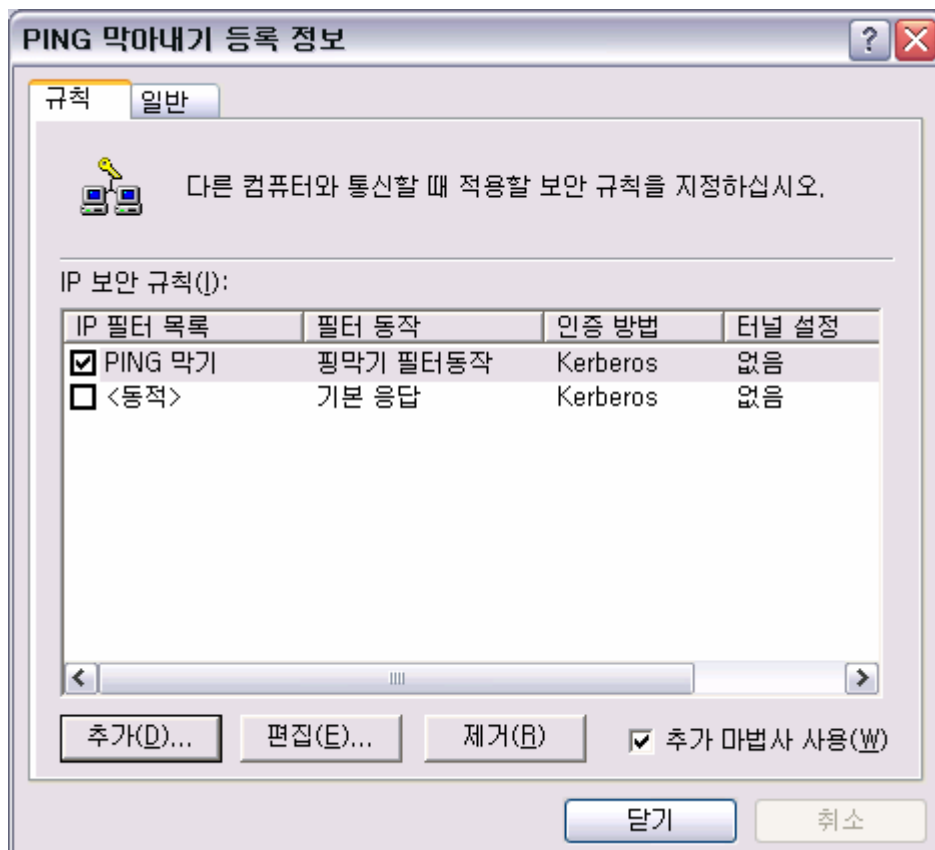 PING 막아내기 등록 정보
규칙 일반
다른 컴퓨터와 통신할 때 적용할 보안 규칙을 지정하십시오.
IP 보안 규칙(I):
IP 필터 목록 필터 동작 인증 방법 터널 설정
PING 막기 핑막기 필터동작 Kerberos 없음
<동적> 기본 응답 Kerberos 없음
추가(D)... 편집(E)... 제거(R) 추가 마법사 사용(W)
닫기 취소